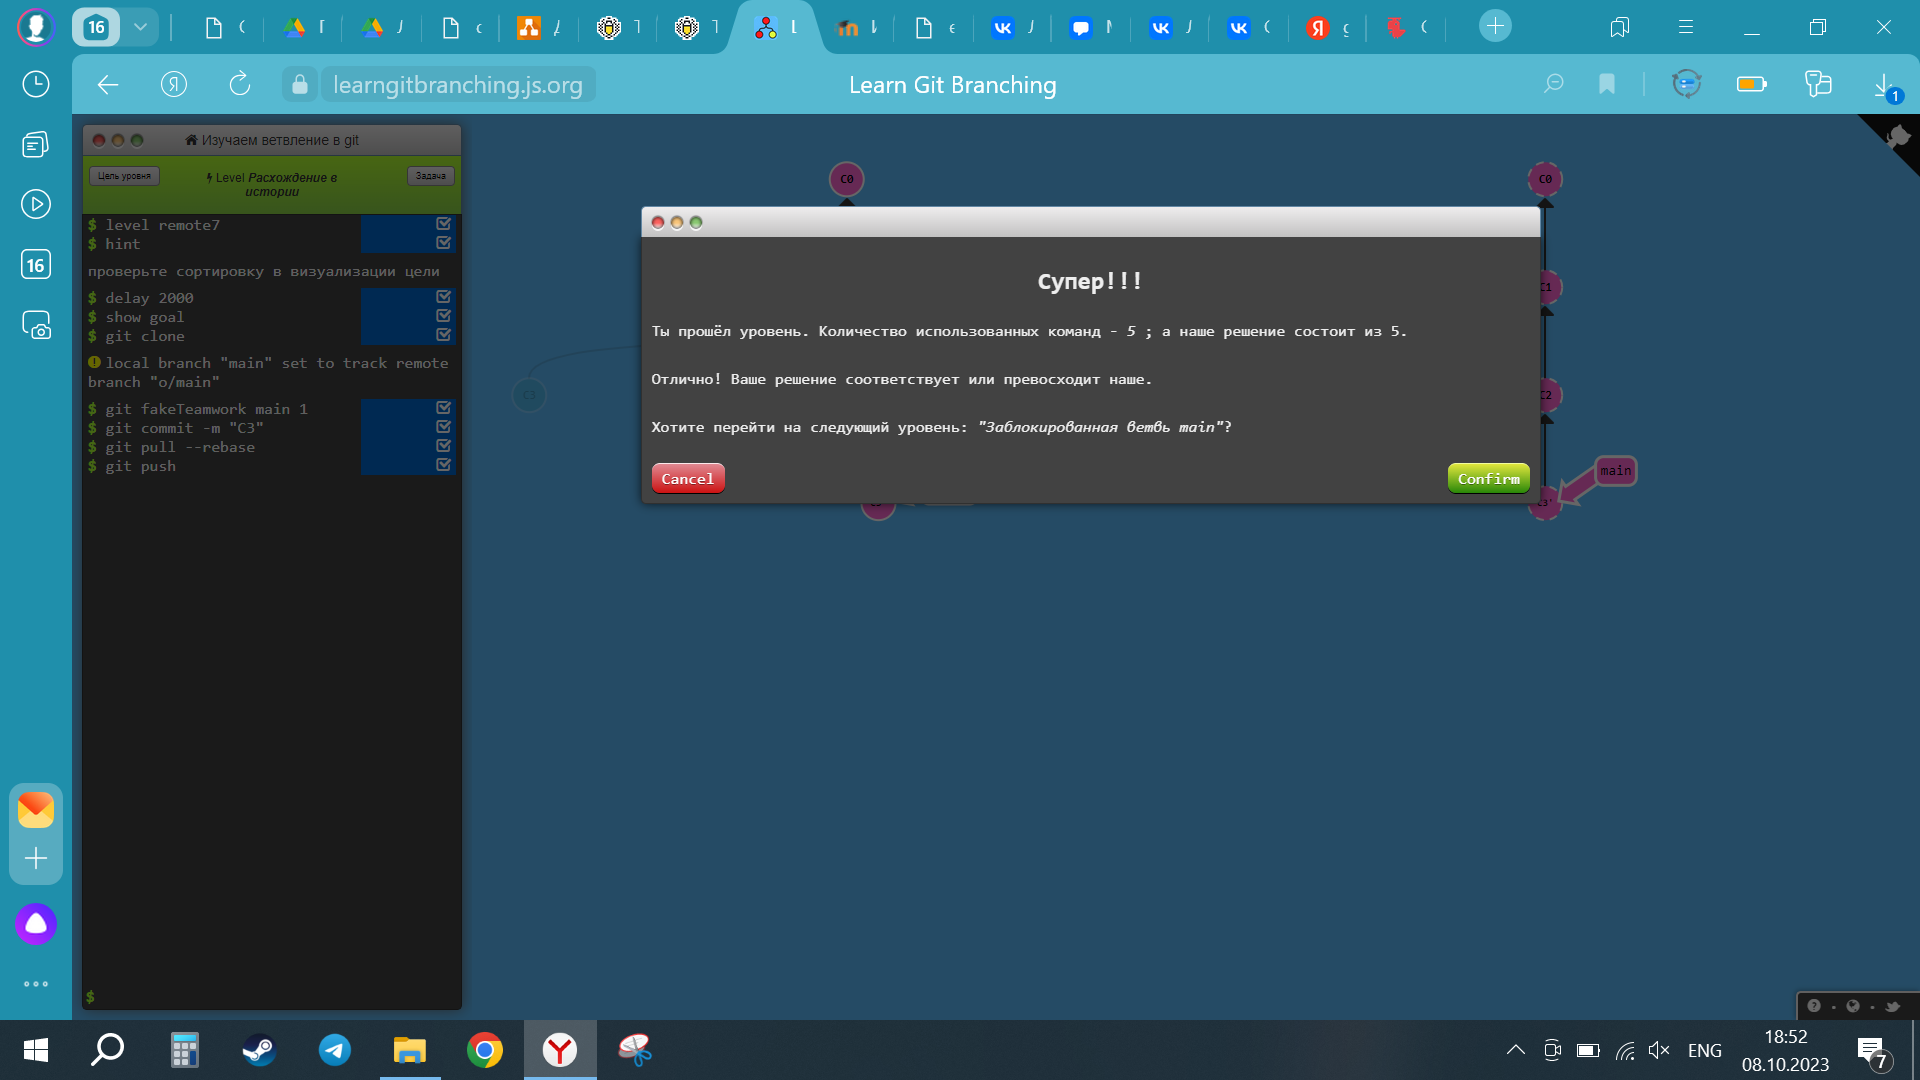 16
learngitbranching.js.org
Learn Git Branching
1
16
Изучаем ветвление в git
Цель уровня
Level Расхождение в
истории
Задача
$ level remote7
$ hint
проверьте сортировку в визуализации цели
$ delay 2000
$ show goal
$ git clone
local branch "main" set to track remote
branch "o/main"
$ git fakeTeamwork main 1
$ git commit -m "C3"
$ git pull --rebase
$ git push
$
C0
C3
C0
C1
C2
C3'
main
Супер!!!
Ты прошёл уровень. Количество использованных команд - 5 ; а наше решение состоит из 5.
Отлично! Ваше решение соответствует или превосходит наше.
Хотите перейти на следующий уровень: "Заблокированная ветвь main"?
Cancel
Confirm
ENG
18:52
08.10.2023
7